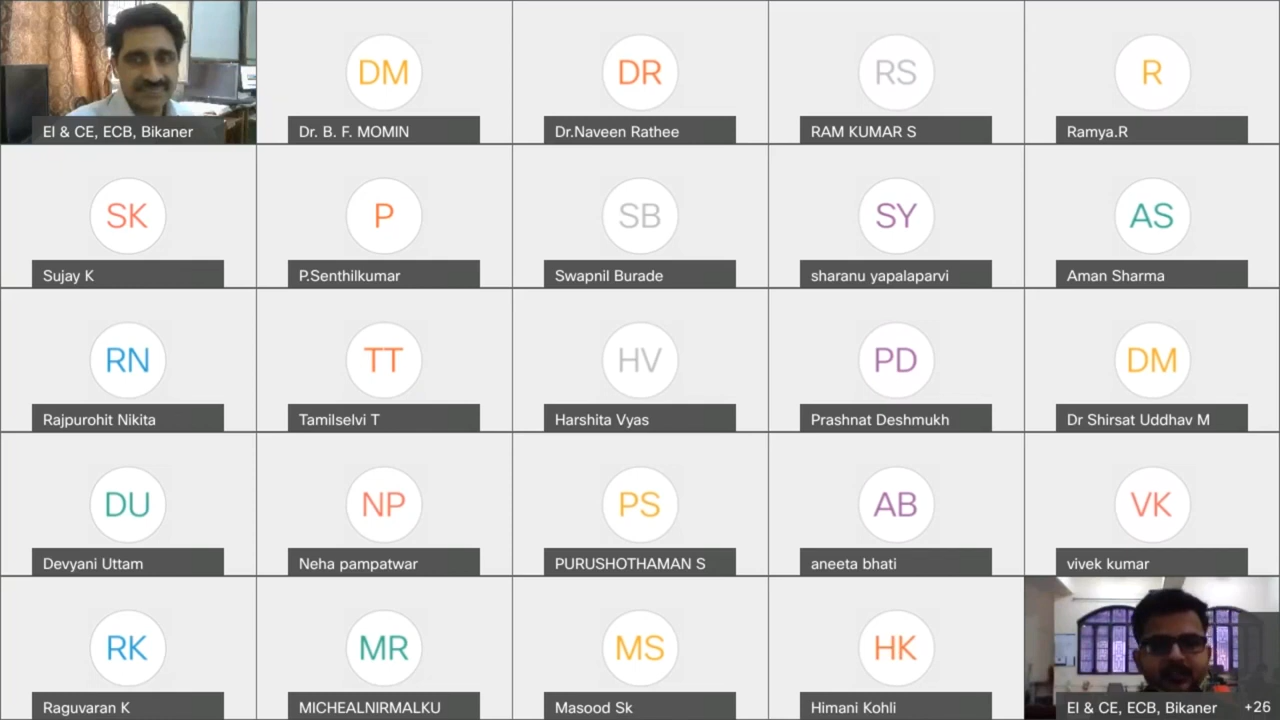 EI & CE, ECB, Bikaner
DM
Dr. B. F. MOMIN
DR
Dr.Naveen Rathee
RS
RAM KUMAR S
R
Ramya.R
SK
Sujay K
P
P.Senthilkumar
SB
Swapnil Burade
SY
sharanu yapalaparvi
AS
Aman Sharma
RN
Rajpurohit Nikita
TT
Tamilselvi T
HV
Harshita Vyas
PD
Prashnat Deshmukh
DM
Dr Shirsat Uddhav M
DU
Devyani Uttam
NP
Neha pampatwar
PS
PURUSHOTHAMAN S
AB
aneeta bhati
VK
vivek kumar
RK
Raguvaran K
MR
MICHEALNIRMALKU
MS
Masood Sk
HK
Himani Kohli
EI & CE, ECB, Bikaner +26